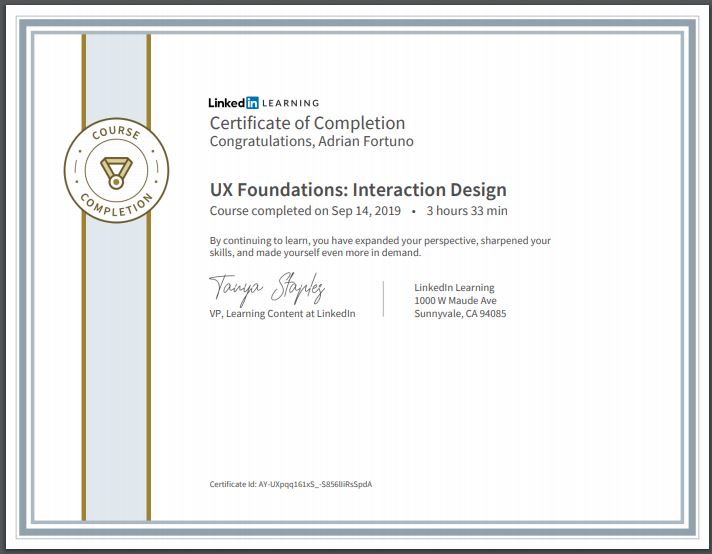 COURSE
COMPLETION
Linked in LEARNING
Certificate of Completion
Congratulations, Adrian Fortuno
UX Foundations: Interaction Design
Course completed on Sep 14, 2019 • 3 hours 33 min
By continuing to learn, you have expanded your perspective, sharpened your
skills, and made yourself even more in demand.
Tanya Staples
VP, Learning Content at LinkedIn
LinkedIn Learning
1000 W Maude Ave
Sunnyvale, CA 94085
Certificate Id: